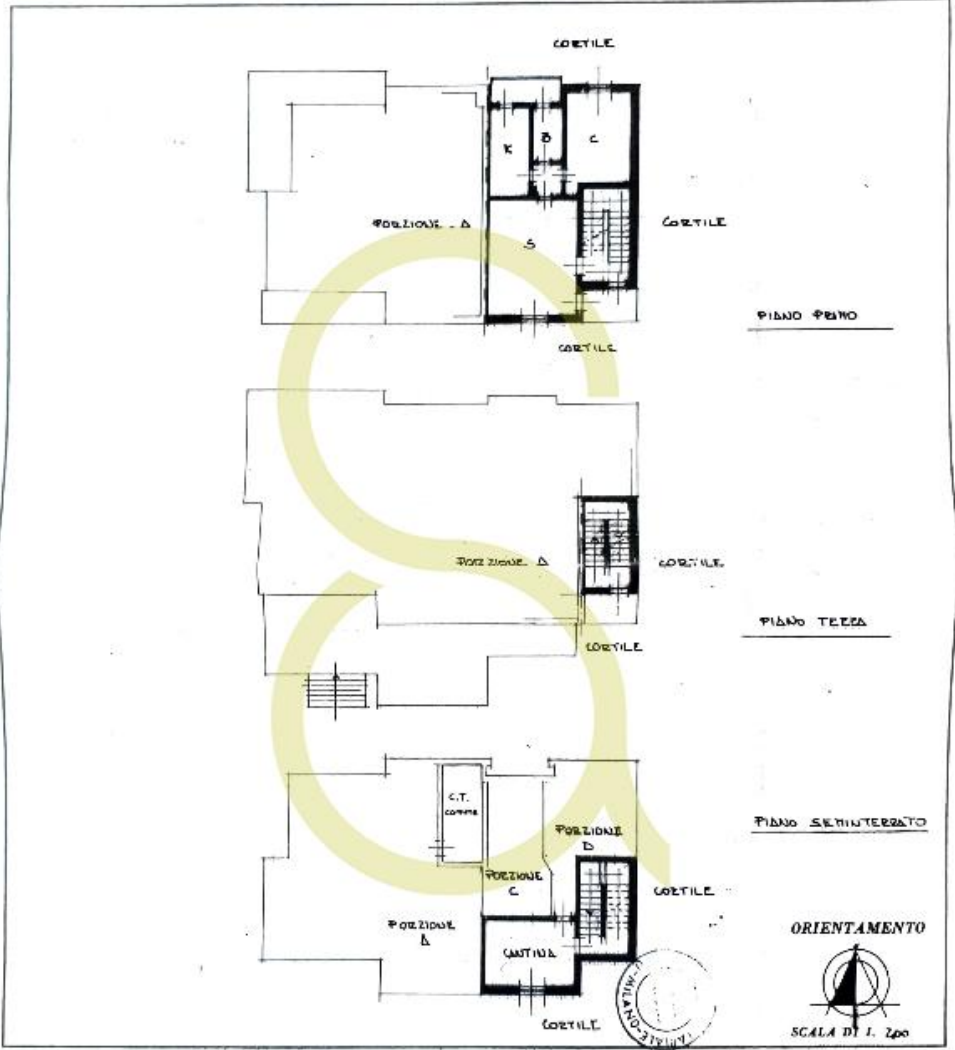 CORTILE
K
B
C
PORZIONE - A
CORTILE
S
PIANO PRIMO
CORTILE
PORZIONE A
CORTILE
PIANO TERRA
CORTILE
C.T.
PIANO SEMINTERRATO
PORZIONE
D
PORZIONE
C
CORTILE
PORZIONE
A
CANTINA
ORIENTAMENTO
CORTILE
MILANO
SCALA DI 1: 200